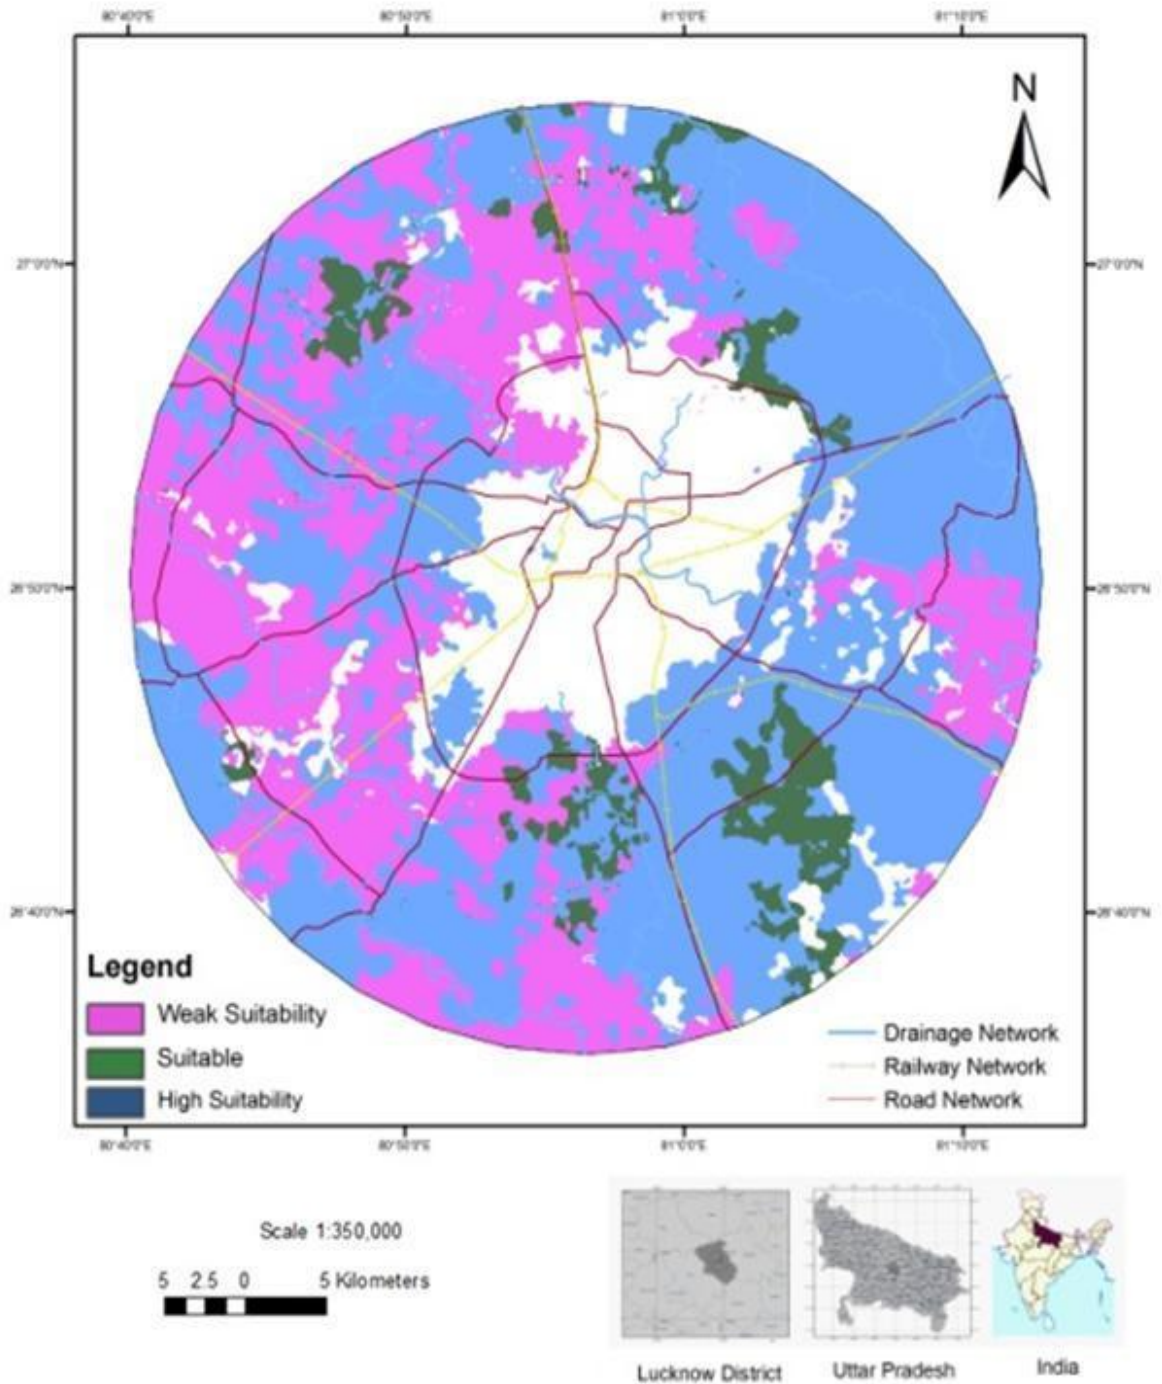 80°40'0"E 80°50'0"E 81°0'0"E 81°10'0"E
N
27°0'0"N 27°0'0"N
26°50'0"N 26°50'0"N
26°40'0"N 26°40'0"N
Legend
Weak Suitability
Suitable
High Suitability
Drainage Network
Railway Network
Road Network
80°40'0"E 80°50'0"E 81°0'0"E 81°10'0"E
Scale 1:350,000
5 2.5 0 5 Kilometers
Lucknow District
Uttar Pradesh
India